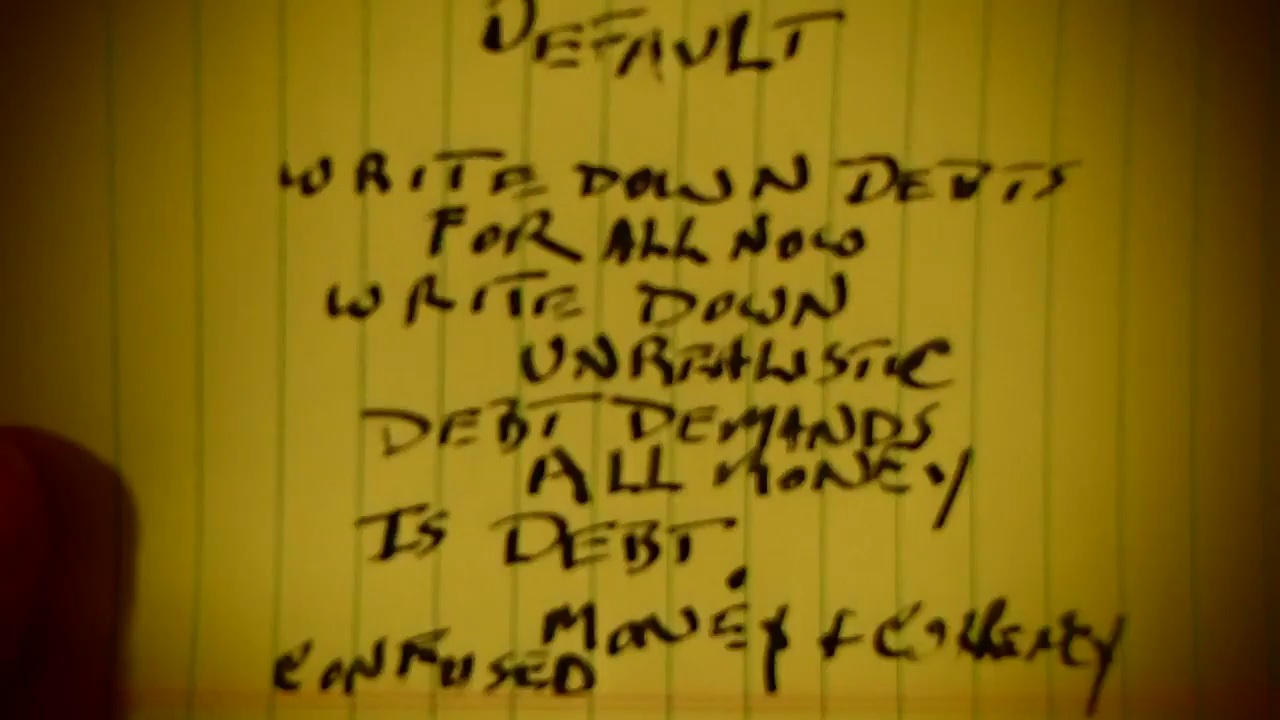 DEFAULT
WRITE DOWN DEBTS
FOR ALL NOW
WRITE DOWN
UNREALISTIC
DEBT DEMANDS
ALL MONEY
IS DEBT.
MONEY & CURRENCY
CONFUSED